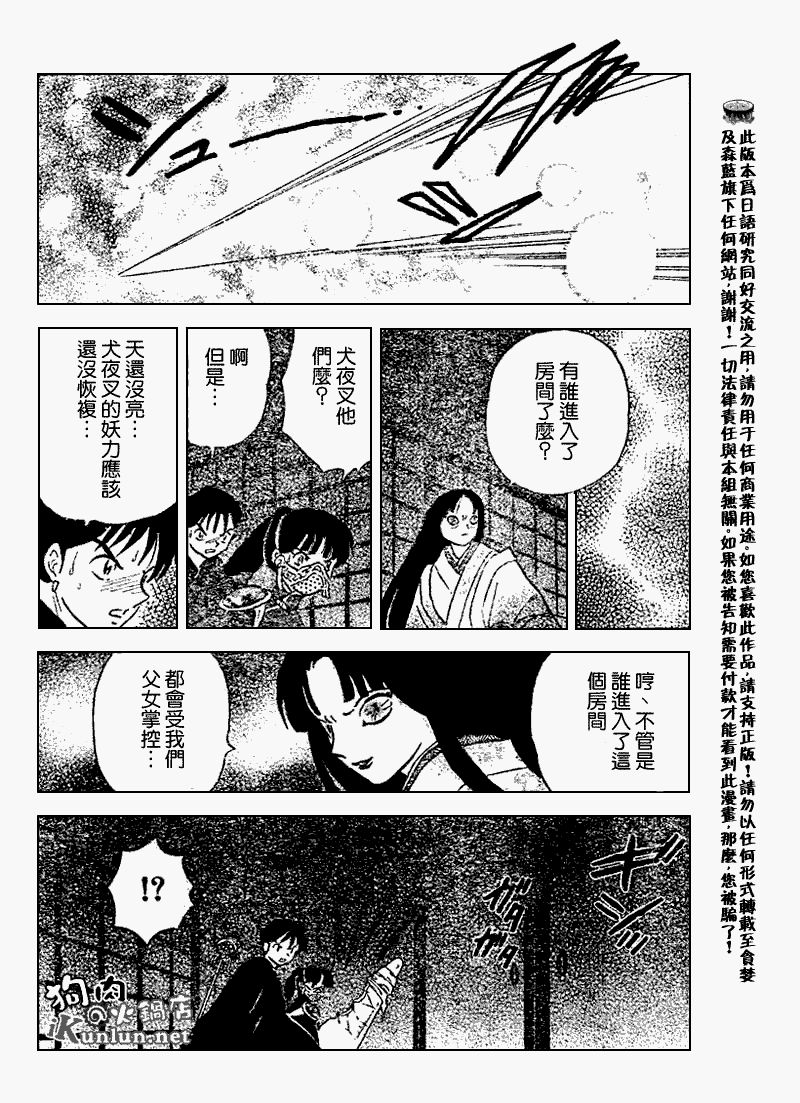 シュー
有誰進入了
房間了麼？
犬夜叉他
們麼？
啊
但是…
天還沒亮…
犬夜叉的妖力應該
還沒恢複…
哼、不管是
誰進入了這
個房間
都會受我們
父女掌控…
ガタ
ガタ
!?
狗肉
火鍋店
iKunlun.net
此版本爲日語研究同好交流之用，請勿用于任何商業用途。如您喜歡此作品，請支持正版！請勿以任何形式轉載至貪婪
及森藍旗下任何網站，謝謝！一切法律責任與本組無關。如果您被告知需要付款才能看到此漫畫，那麼，您被騙了！